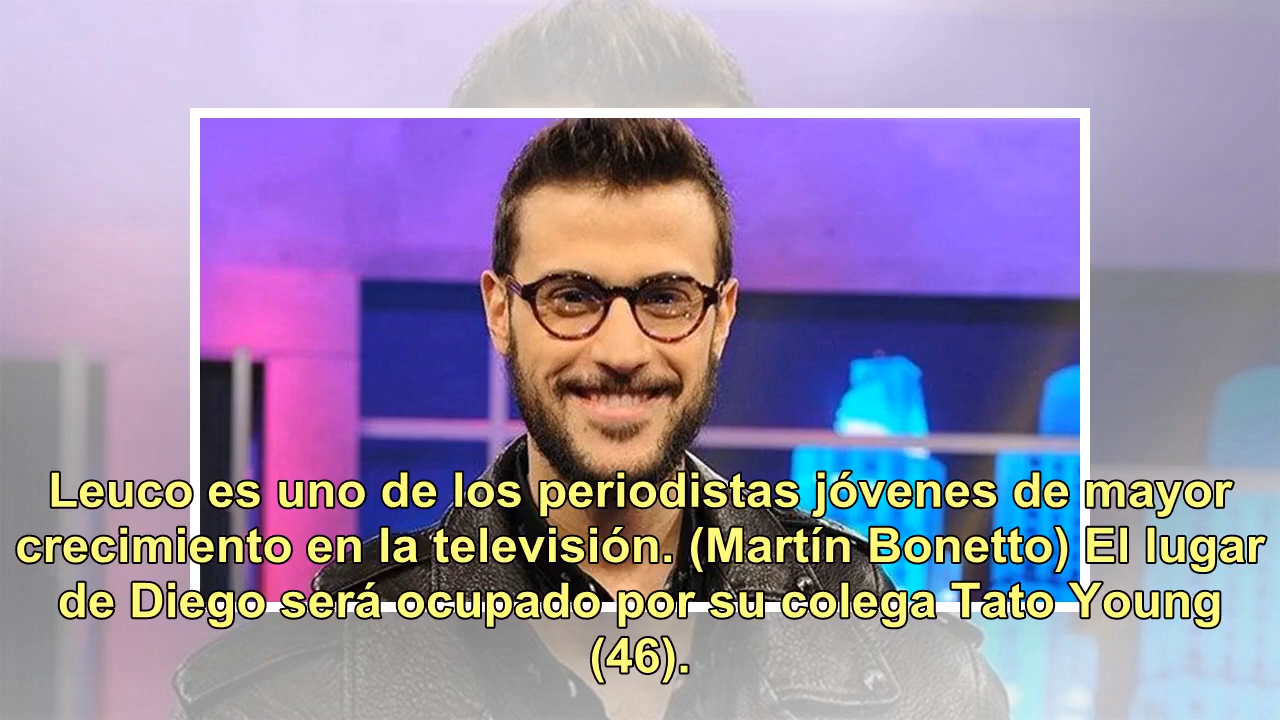 Leuco es uno de los periodistas jóvenes de mayor
crecimiento en la televisión. (Martín Bonetto) El lugar
de Diego será ocupado por su colega Tato Young
(46).